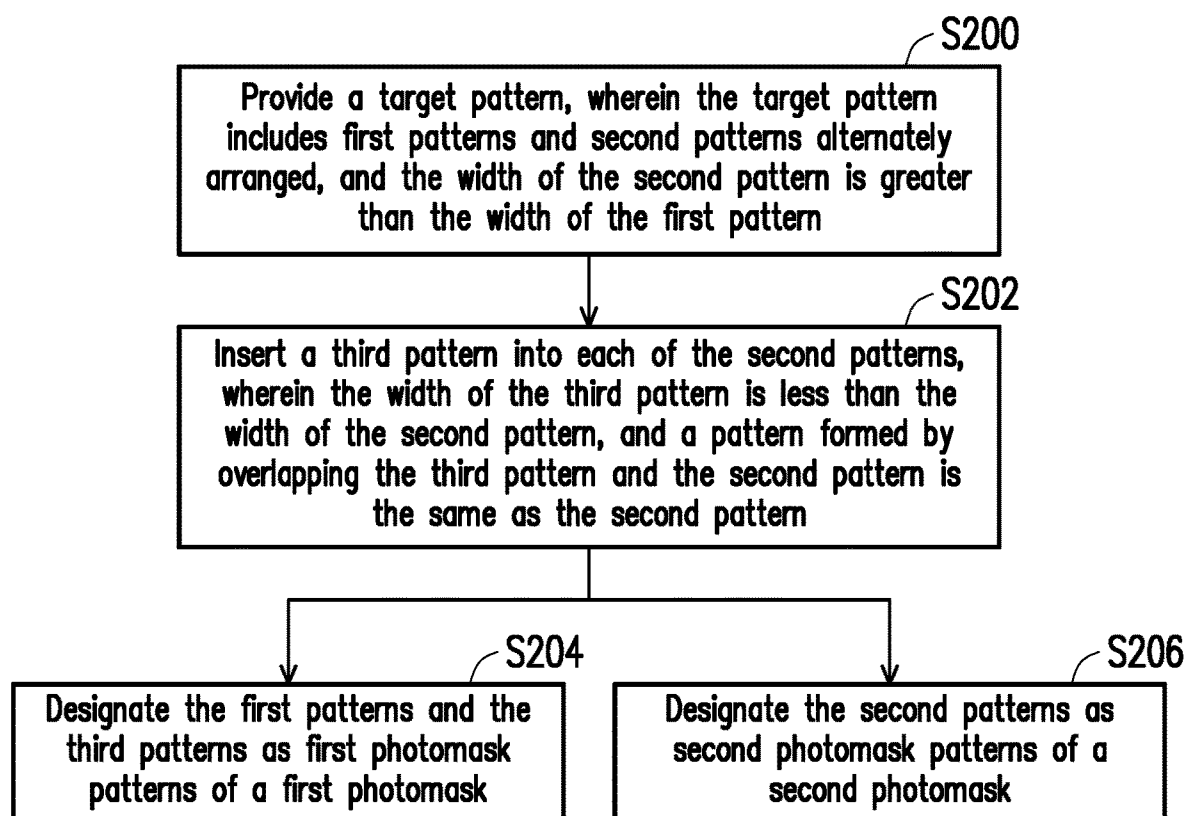 S200
Provide a target pattern, wherein the target pattern
includes first patterns and second patterns alternately
arranged, and the width of the second pattern is greater
than the width of the first pattern
S202
Insert a third pattern into each of the second patterns,
wherein the width of the third pattern is less than the
width of the second pattern, and a pattern formed by
overlapping the third pattern and the second pattern is
the same as the second pattern
S204
Designate the first patterns and the
third patterns as first photomask
patterns of a first photomask
S206
Designate the second patterns as
second photomask patterns of a
second photomask